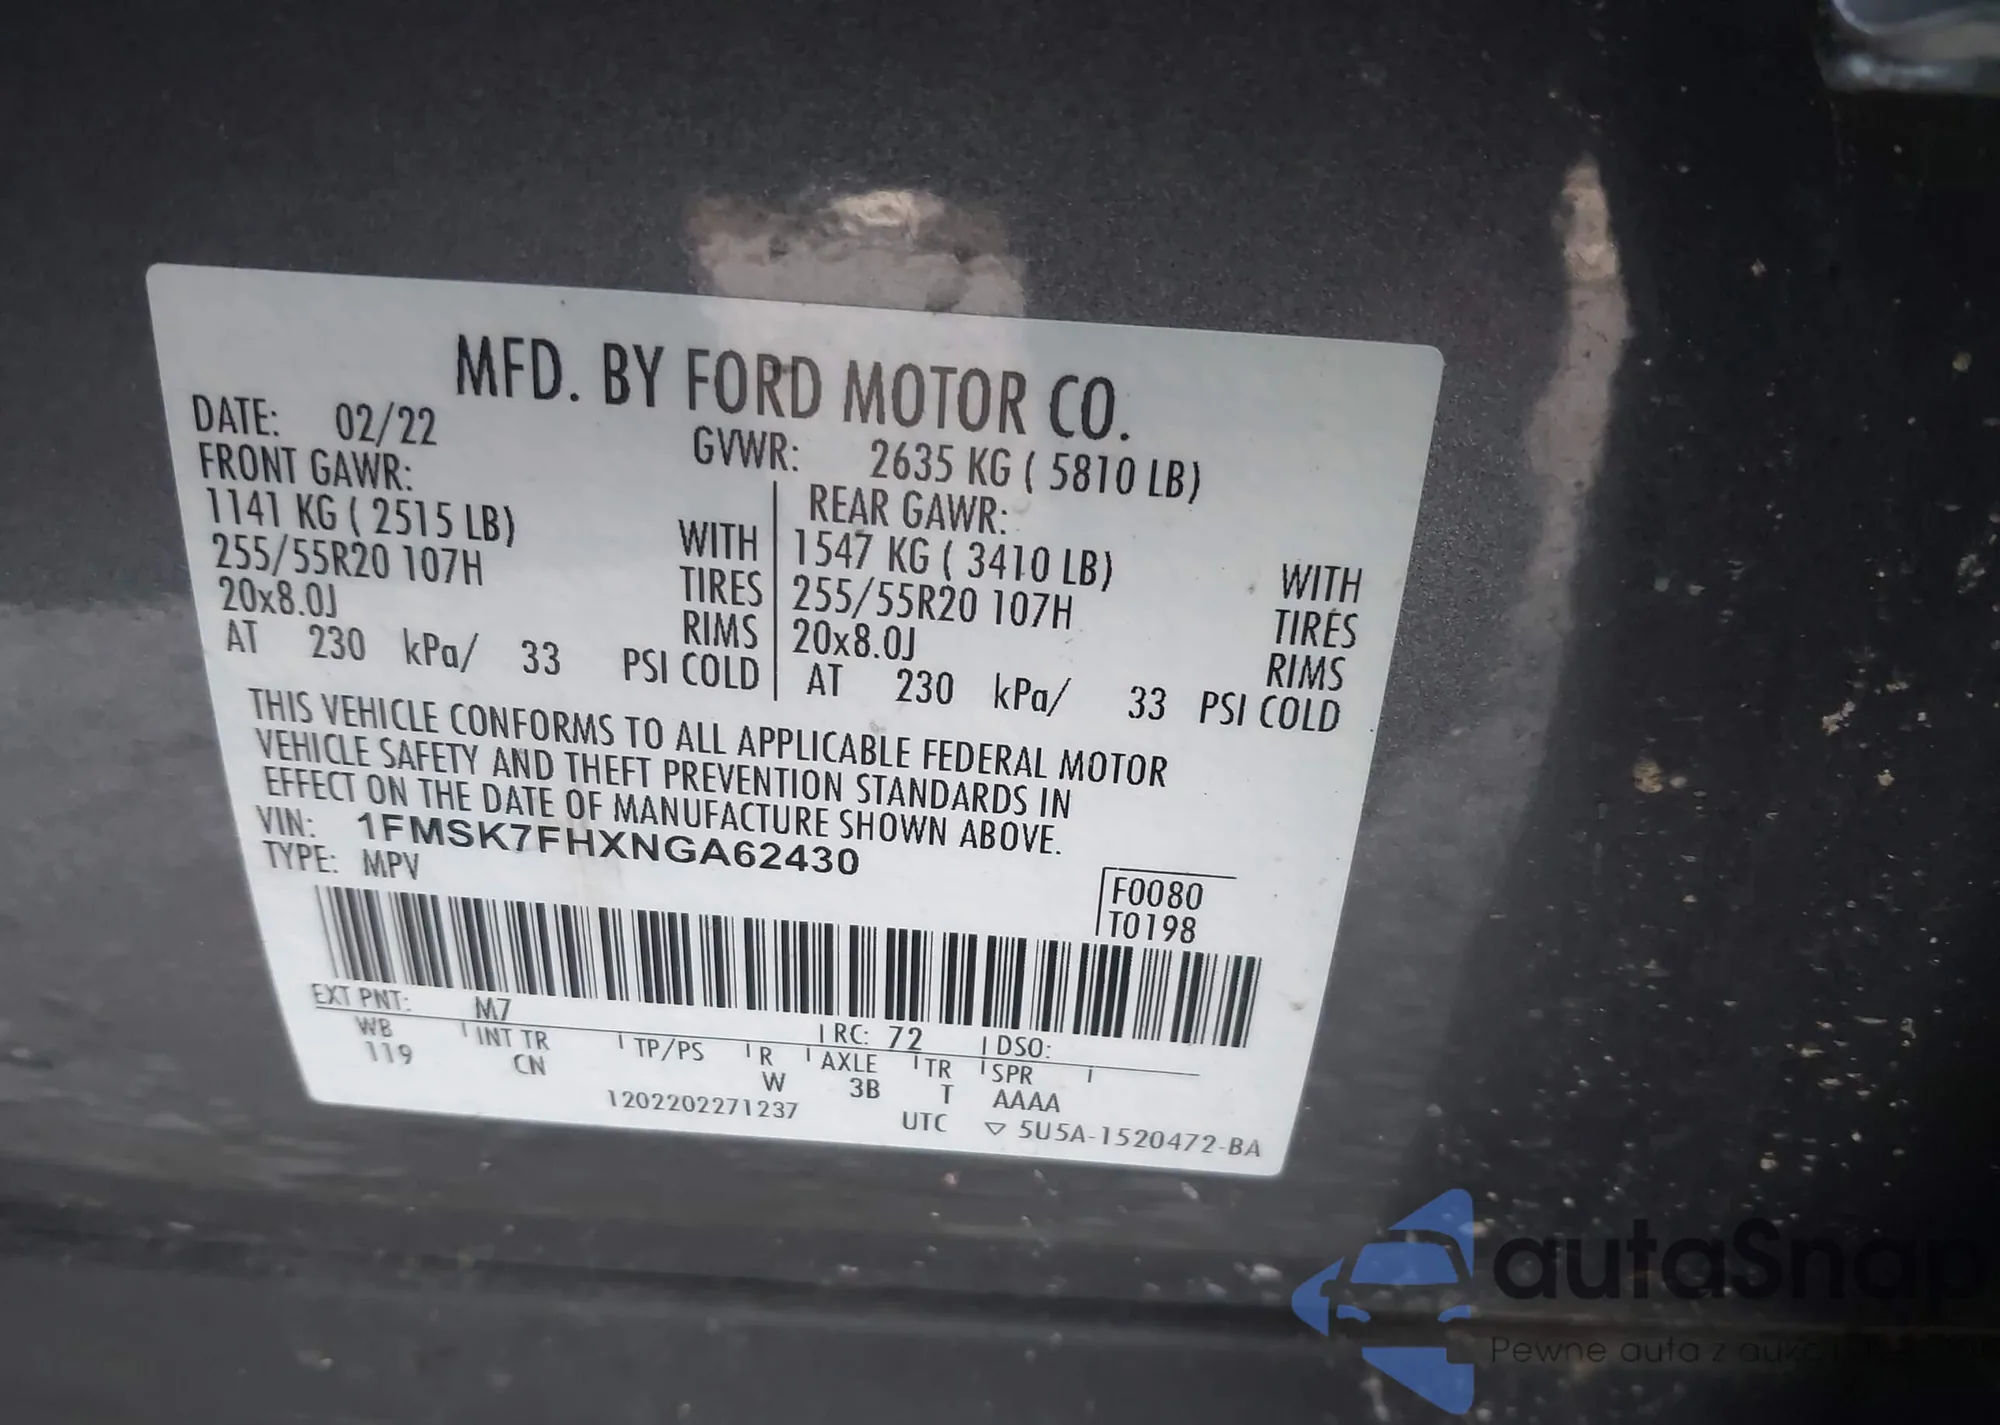 MFD. BY FORD MOTOR CO.
DATE: 02/22 GVWR: 2635 KG ( 5810 LB)
FRONT GAWR: REAR GAWR:
1141 KG ( 2515 LB) WITH 1547 KG ( 3410 LB) WITH
255/55R20 107H TIRES 255/55R20 107H TIRES
20x8.0J RIMS 20x8.0J RIMS
AT 230 kPa/ 33 PSI COLD AT 230 kPa/ 33 PSI COLD
THIS VEHICLE CONFORMS TO ALL APPLICABLE FEDERAL MOTOR
VEHICLE SAFETY AND THEFT PREVENTION STANDARDS IN
EFFECT ON THE DATE OF MANUFACTURE SHOWN ABOVE.
VIN: 1FMSK7FHXNGA62430
TYPE: MPV
F0080
T0198
EXT PNT: M7 RC: 72 DSO:
WB INT TR TP/PS R AXLE TR SPR
119 CN W 3B T AAAA
1202202271237 UTC ▽ 5U5A-1520472-BA
autaSnap
Pewne auta z